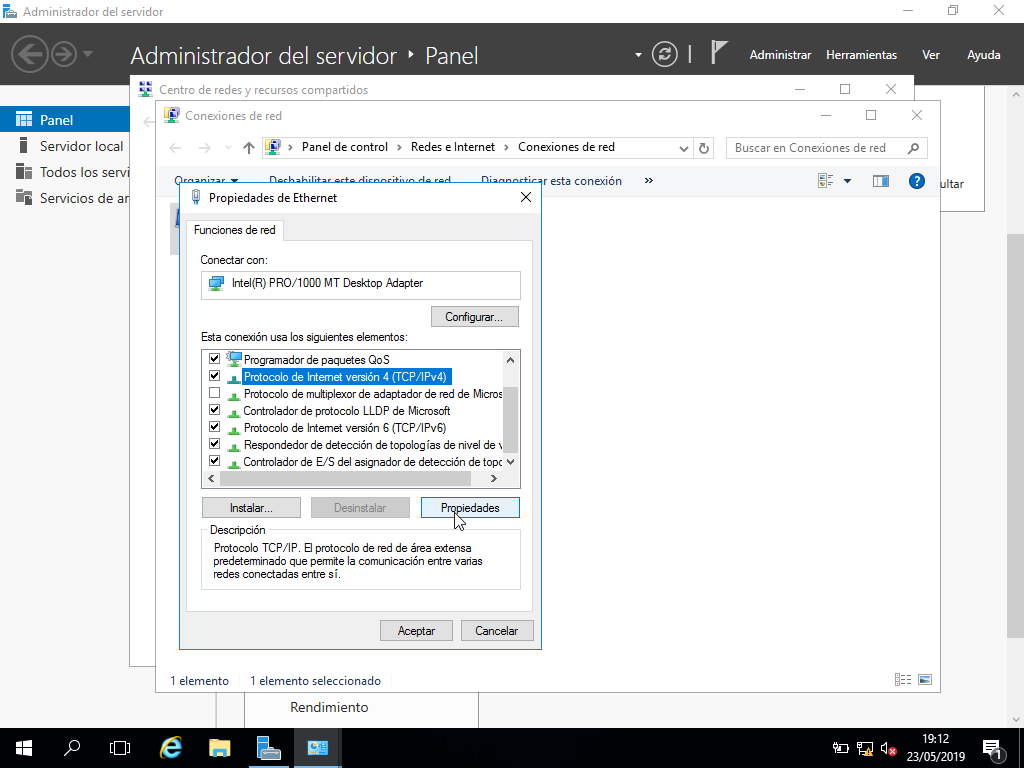 Administrador del servidor
Administrador del servidor
Panel
Administrar
Herramientas
Ver
Ayuda
Panel
Servidor local
Todos los servi
Servicios de ar
Centro de redes y recursos compartidos
Conexiones de red
Panel de control
Redes e Internet
Conexiones de red
Buscar en Conexiones de red
Organizar
Deshabilitar este dispositivo de red
Diagnosticar esta conexión
»
?
ultar
Propiedades de Ethernet
Funciones de red
Conectar con:
Intel(R) PRO/1000 MT Desktop Adapter
Configurar...
Esta conexión usa los siguientes elementos:
Programador de paquetes QoS
Protocolo de Internet versión 4 (TCP/IPv4)
Protocolo de multiplexor de adaptador de red de Micros
Controlador de protocolo LLDP de Microsoft
Protocolo de Internet versión 6 (TCP/IPv6)
Respondedor de detección de topologías de nivel de v
Controlador de E/S del asignador de detección de topo
Instalar...
Desinstalar
Propiedades
Descripción
Protocolo TCP/IP. El protocolo de red de área extensa
predeterminado que permite la comunicación entre varias
redes conectadas entre sí.
Aceptar
Cancelar
1 elemento
1 elemento seleccionado
Rendimiento
19:12
23/05/2019
1